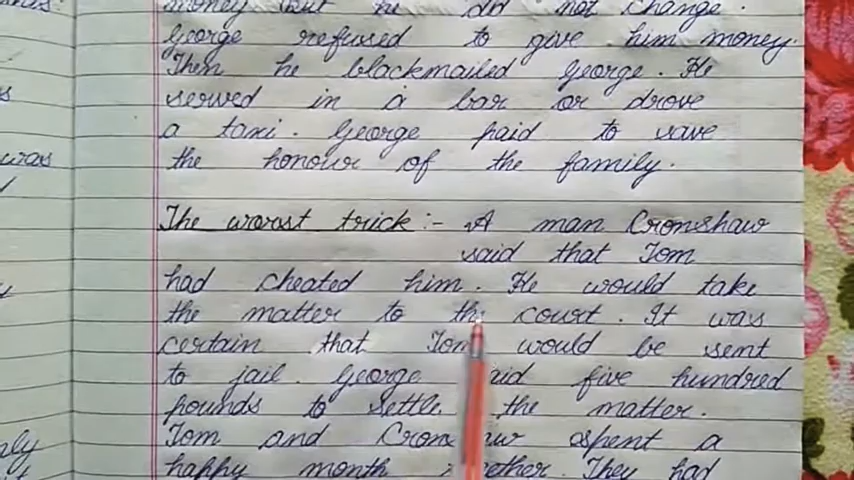 money but he did not change.
George refused to give him money.
Then he blackmailed George. He
served in a bar or drove
a taxi. George paid to save
the honour of the family.
The worst trick :- A man Cronshaw
said that Tom
had cheated him. He would take
the matter to the court. It was
certain that Tom would be sent
to jail. George five hundred
pounds to settle the matter.
Tom and spent a
happy month They had
was